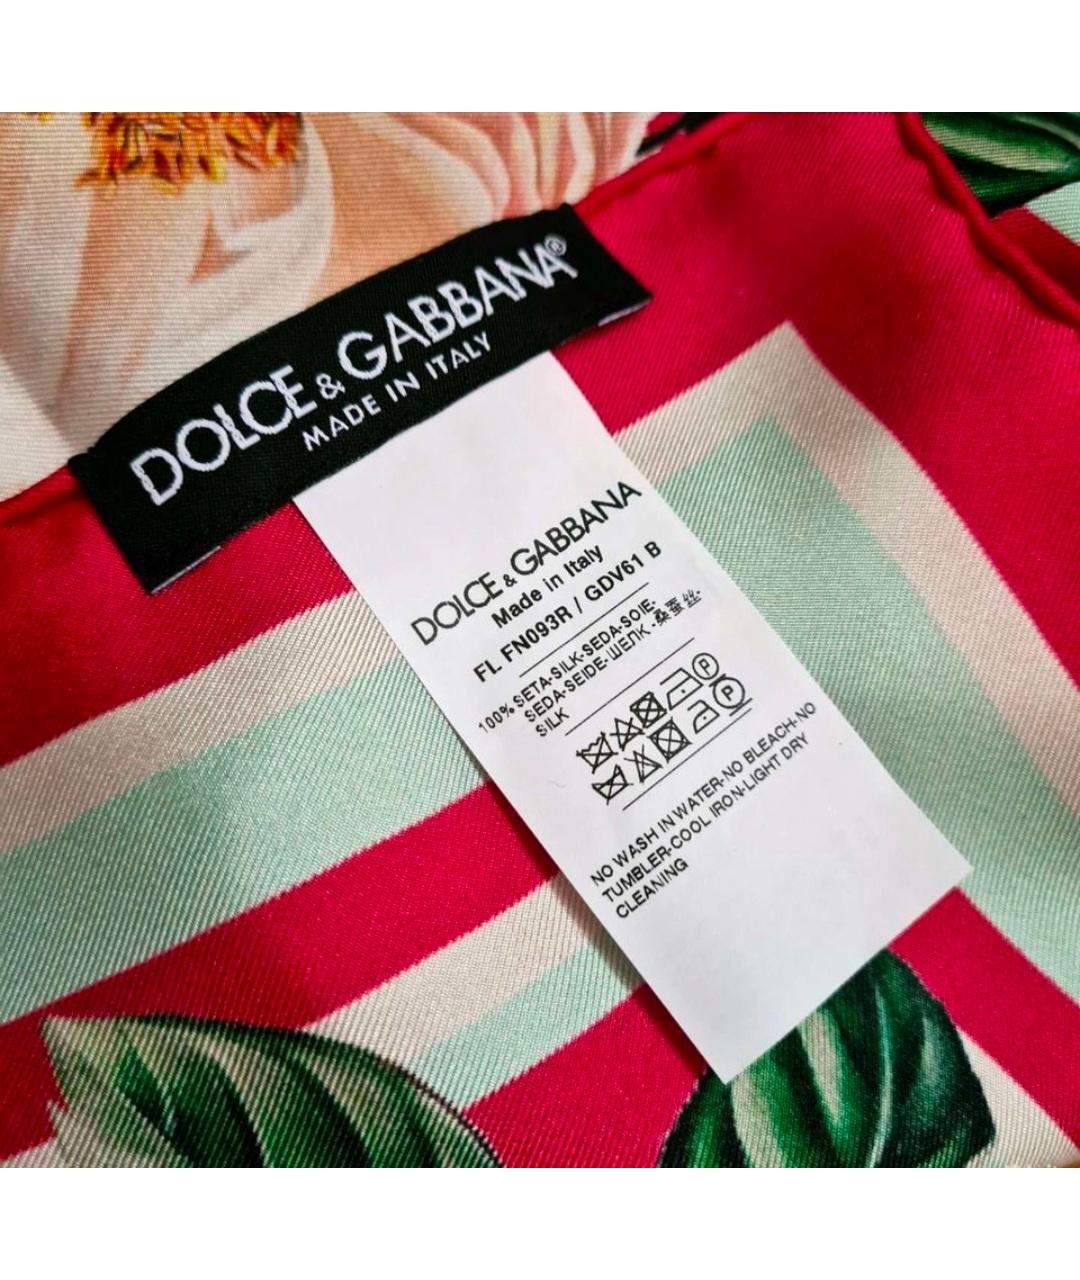 DOLCE & GABBANA®
MADE IN ITALY
DOLCE & GABBANA
Made in Italy
FL FN093R / GDV61 B
100% SETA-SILK-SEDA-SOIE-
SEDA-SEIDE-ШЕЛК-桑蚕丝-
SILK
P
P
NO WASH IN WATER-NO BLEACH-NO
TUMBLER-COOL IRON-LIGHT DRY
CLEANING